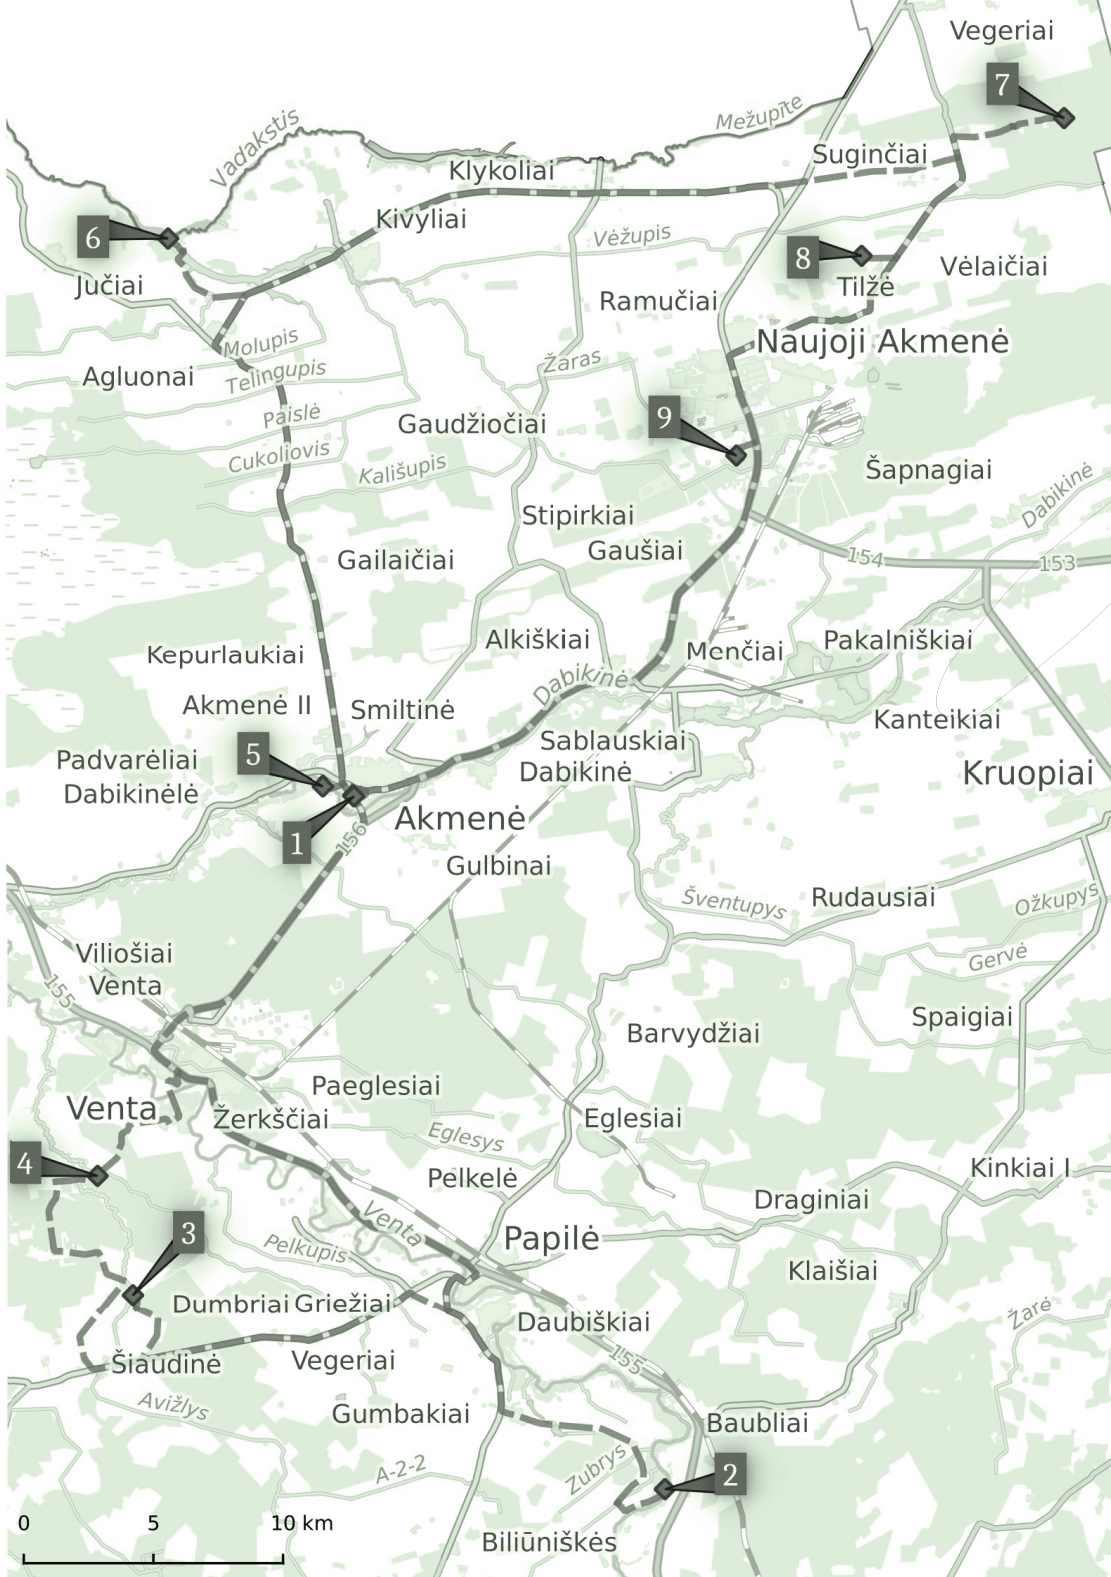 Vegeriai
7
Mežupīte
Vadakstis
Suginčiai
Klykoliai
Kivyliai
6
Vėžupis
8
Vėlaičiai
Jučiai
Tilžė
Ramučiai
Molupis
Naujoji Akmenė
Žaras
Agluonai
Telingupis
Paislė
9
Gaudžiočiai
Cukoliovis
Kališupis
Šapnagiai
Dabikinė
Stipirkiai
Gaušiai
154
153
Gailaičiai
Alkiškiai
Menčiai
Pakalniškiai
Kepurlaukiai
Dabikinė
Akmenė II
Smiltinė
Kanteikiai
5
Sablauskiai
Padvarėliai
Dabikinė
Kruopiai
Dabikinėlė
Akmenė
1
156
Gulbinai
Šventupys
Rudausiai
Ožkupys
Viliošiai
Gervė
Venta
155
Spaigiai
Barvydžiai
Paeglesiai
Venta
Žerkščiai
Eglesiai
Eglesys
4
Pelkelė
Kinkiai I
Draginiai
3
Venta
Papilė
Pelkupis
Klaišiai
Dumbriai
Griežiai
Žarė
Daubiškiai
Šiaudinė
Vegeriai
155
Avižlys
Gumbakiai
Baubliai
A-2-2
Zubrys
2
0 5 10 km
Biliūniškės